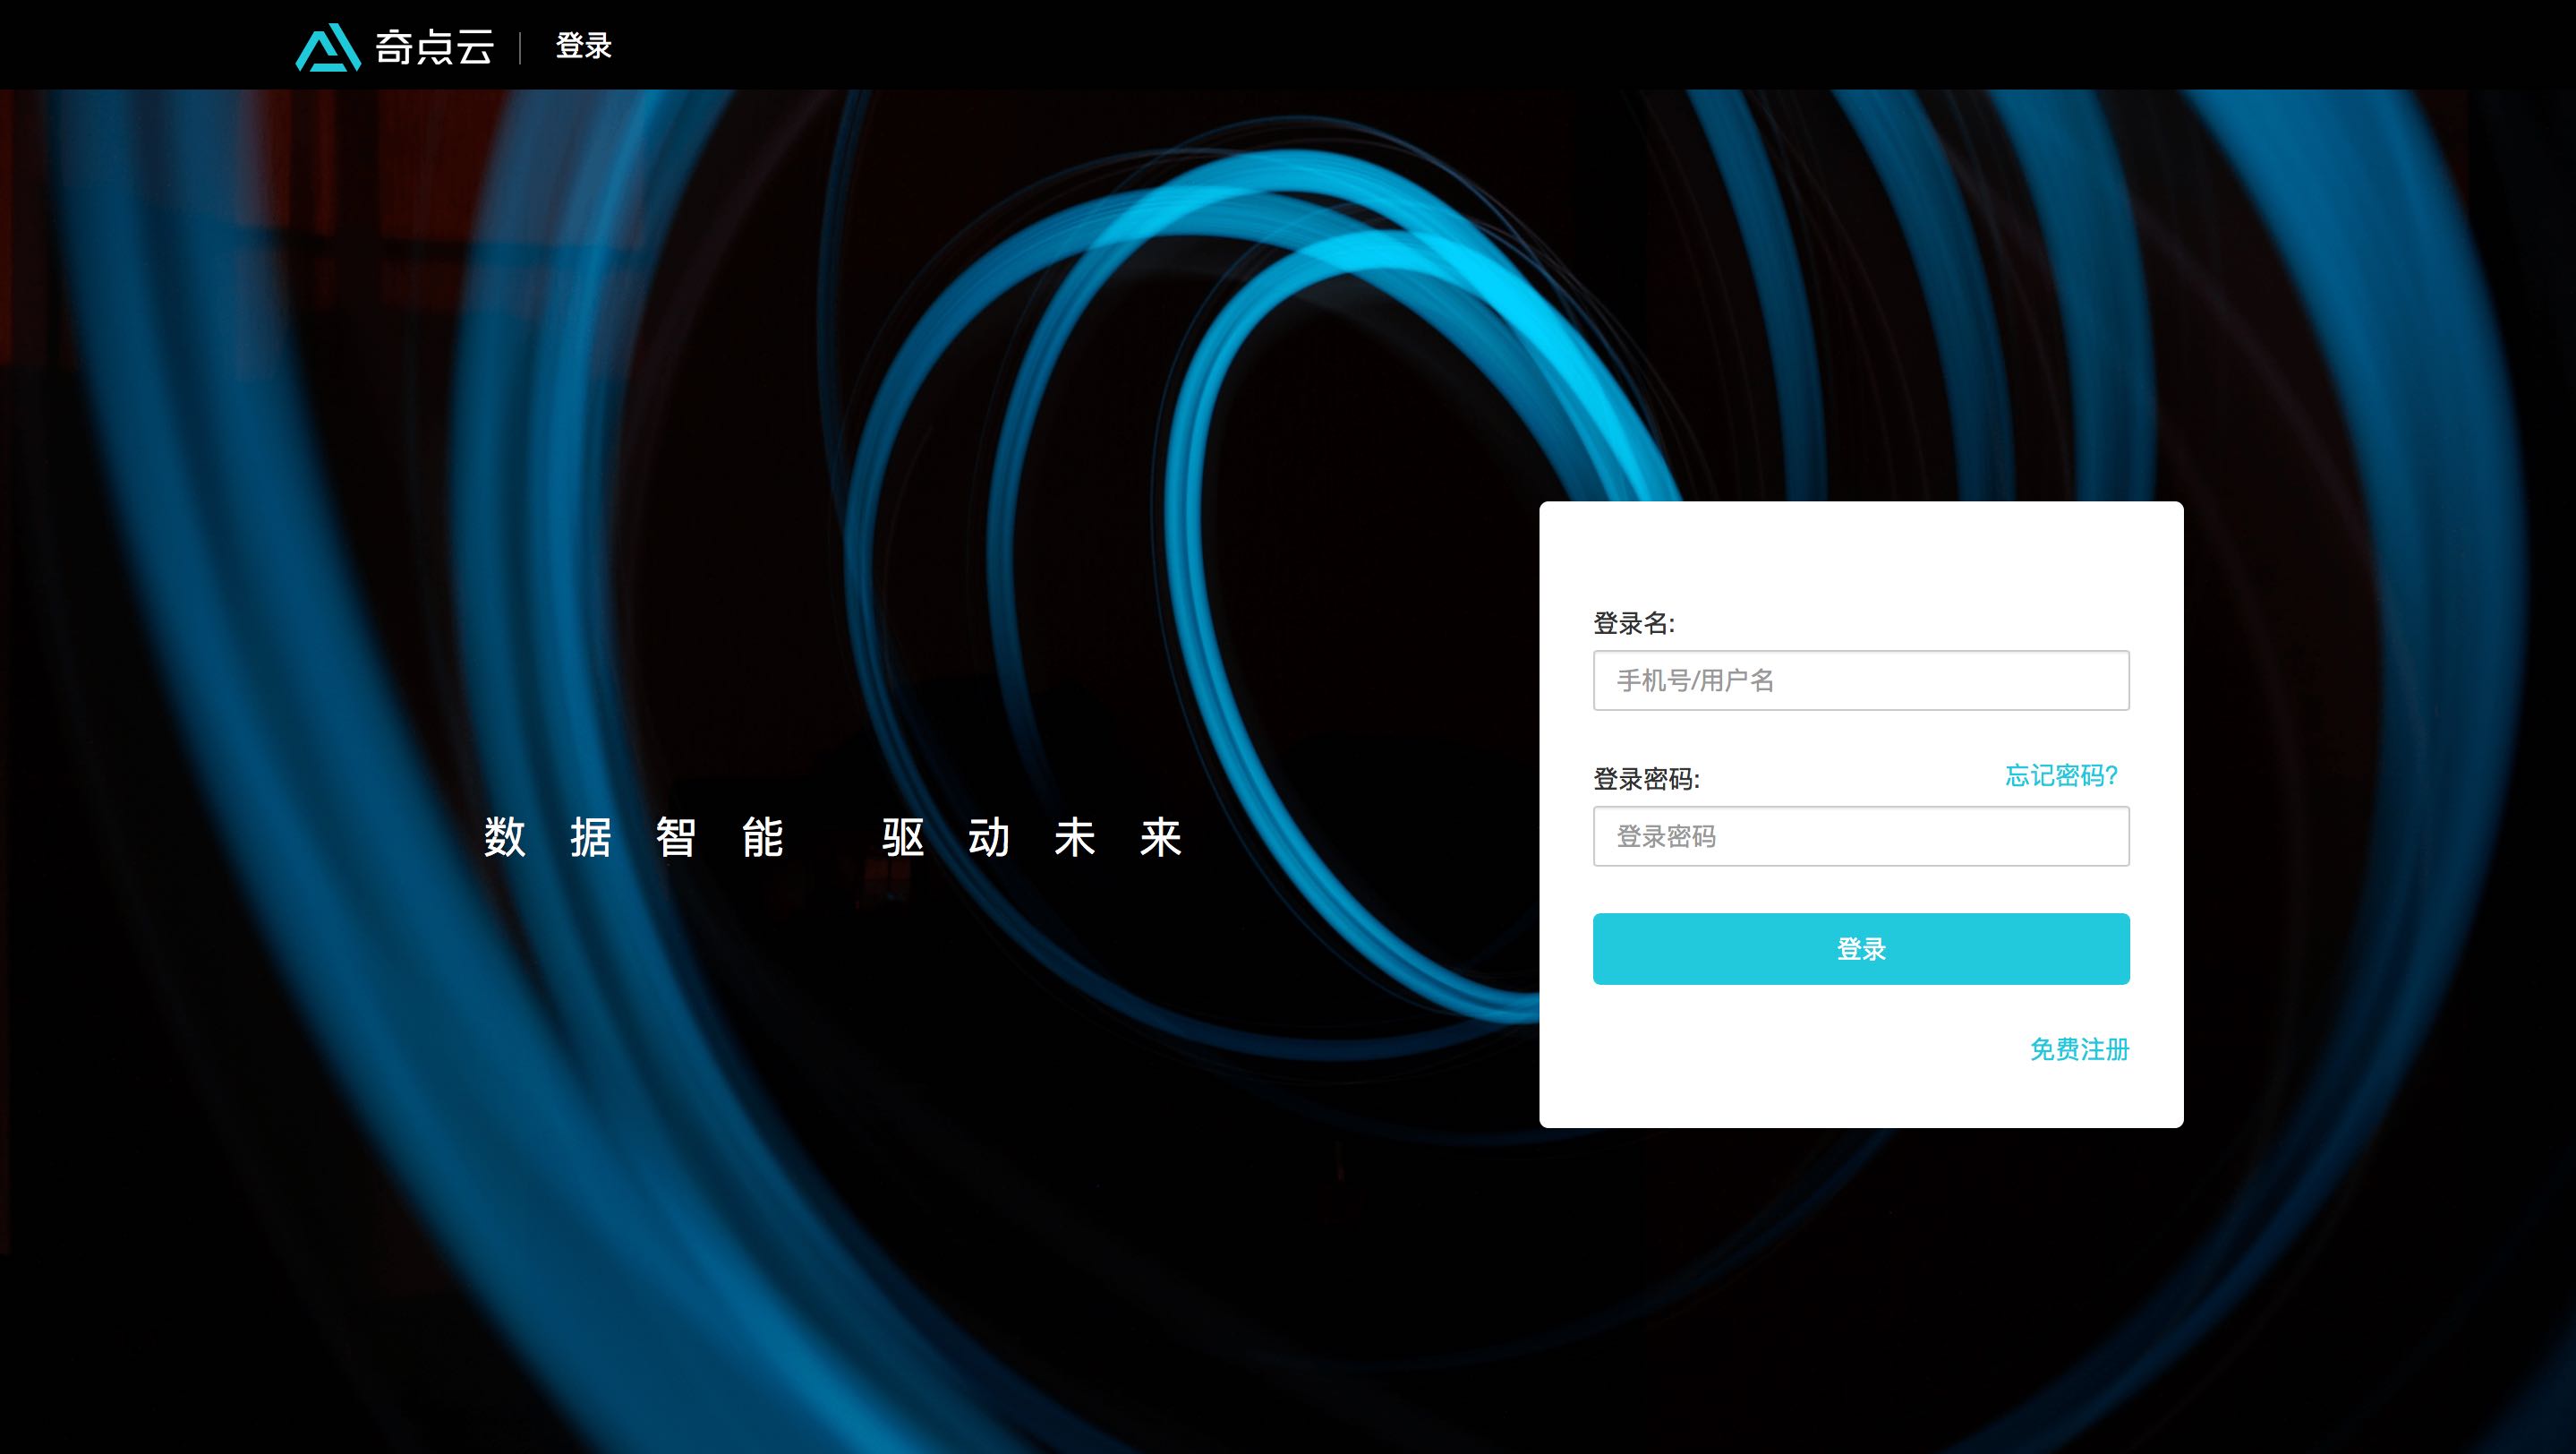 奇点云 | 登录
数据智能 驱动未来
登录名:
手机号/用户名
登录密码: 忘记密码?
登录密码
登录
免费注册